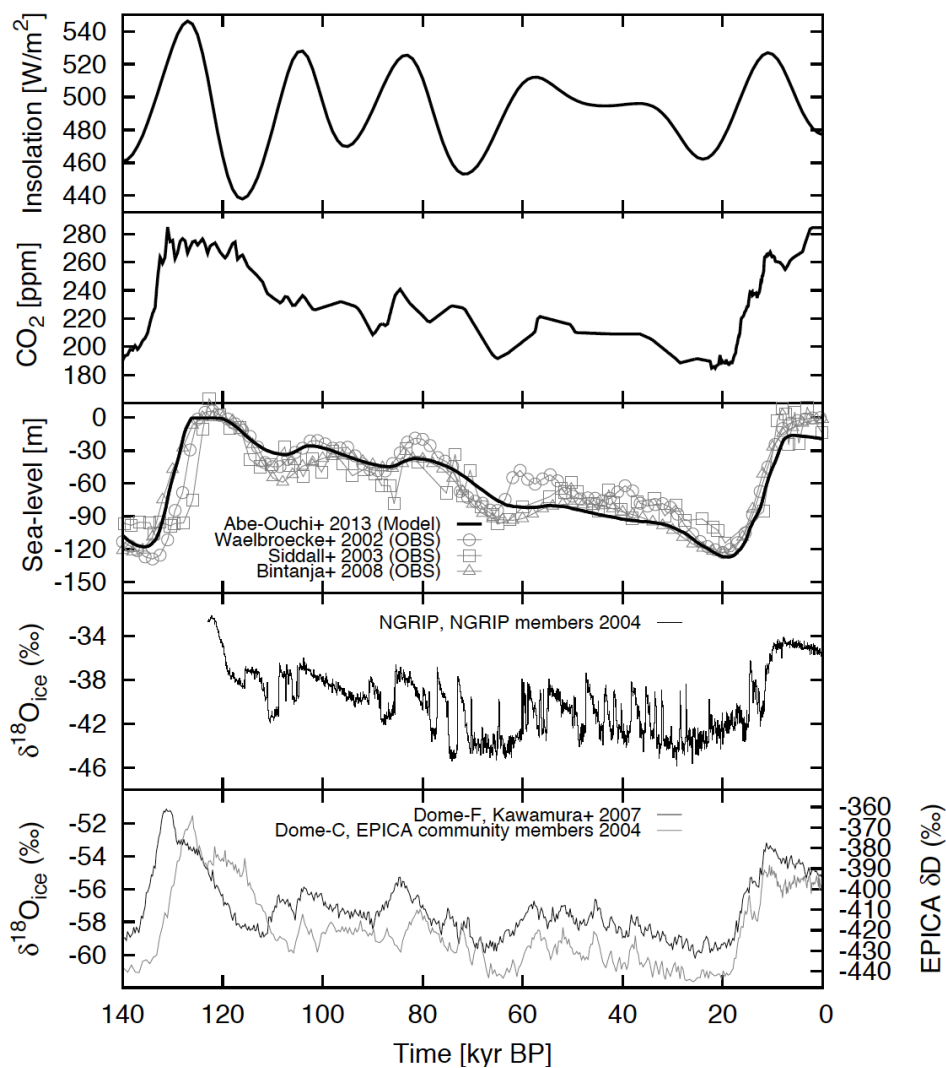 Insolation [W/m²]
540
520
500
480
460
440
CO₂ [ppm]
280
260
240
220
200
180
Sea-level [m]
0
-30
-60
-90
-120
-150
Abe-Ouchi+ 2013 (Model)
Waelbroecke+ 2002 (OBS)
Siddall+ 2003 (OBS)
Bintanja+ 2008 (OBS)
δ¹⁸Oice (‰)
-34
-38
-42
-46
NGRIP, NGRIP members 2004
δ¹⁸Oice (‰)
-52
-54
-56
-58
-60
Dome-F, Kawamura+ 2007
Dome-C, EPICA community members 2004
-360
-370
-380
-390
-400
-410
-420
-430
-440
EPICA δD (‰)
140 120 100 80 60 40 20 0
Time [kyr BP]